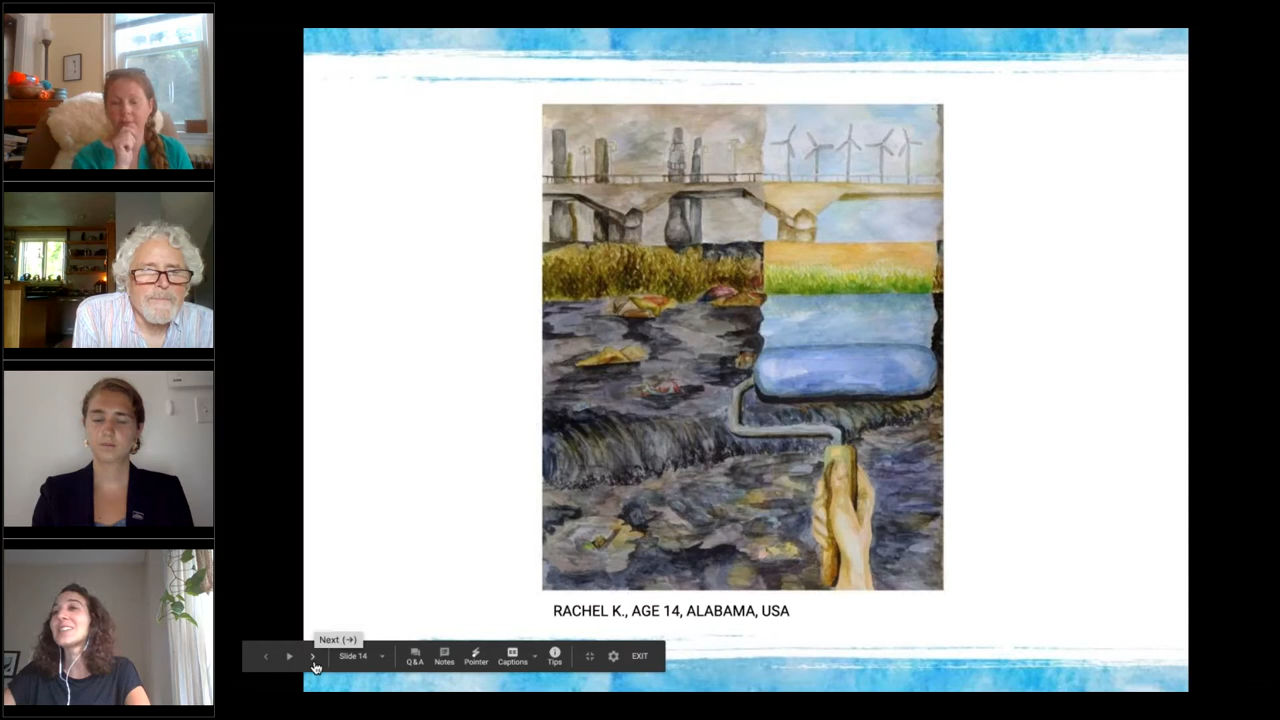 RACHEL K., AGE 14, ALABAMA, USA
Next (→)
Slide 14
Q&A
Notes
Pointer
Captions
Tips
EXIT